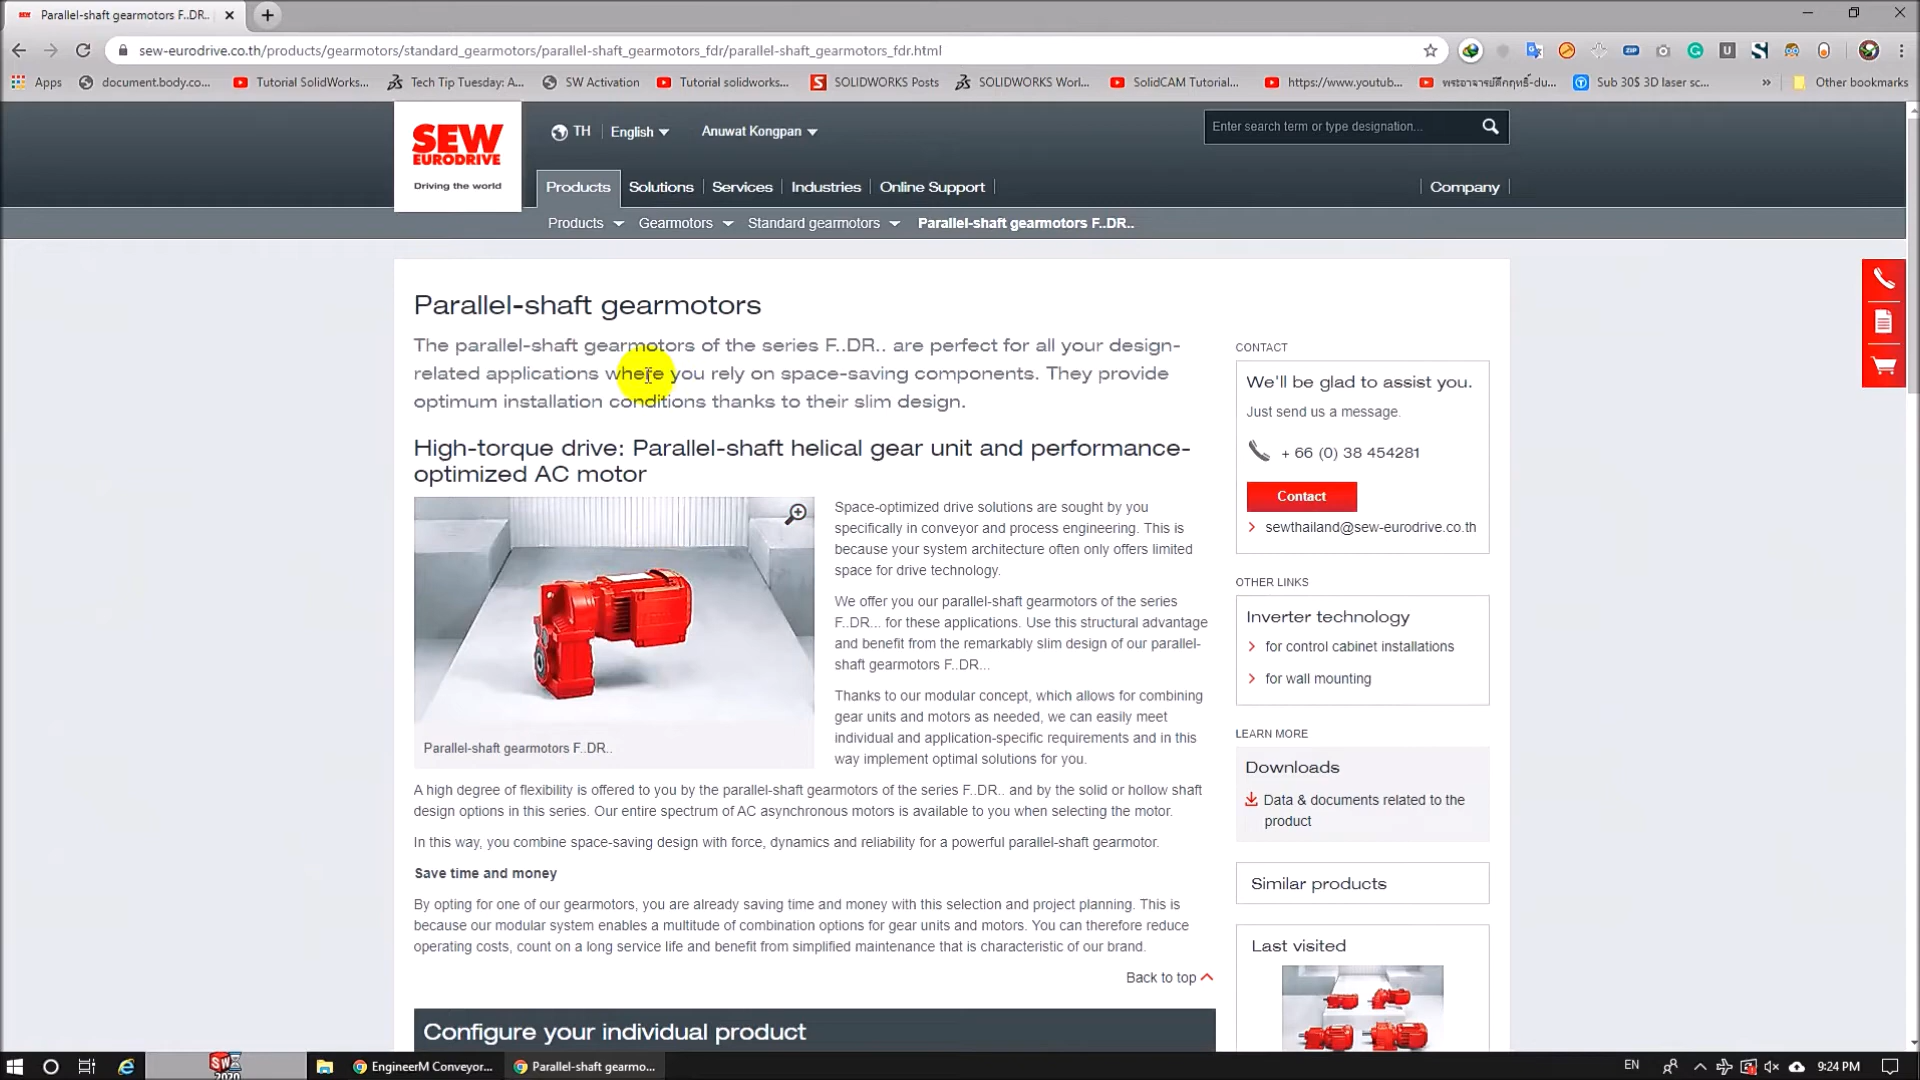 SEW Parallel-shaft gearmotors F..DR..
sew-eurodrive.co.th/products/gearmotors/standard_gearmotors/parallel-shaft_gearmotors_fdr/parallel-shaft_gearmotors_fdr.html
Apps document.body.co... Tutorial SolidWorks... Tech Tip Tuesday: A... SW Activation Tutorial solidworks... SOLIDWORKS Posts SOLIDWORKS Worl... SolidCAM Tutorial... https://www.youtub... พระอาจารย์ตึกฤทธิ์-ดu... Sub 30$ 3D laser sc... » Other bookmarks
SEW
EURODRIVE
Driving the world
TH English Anuwat Kongpan
Enter search term or type designation...
Products Solutions Services Industries Online Support Company
Products Gearmotors Standard gearmotors Parallel-shaft gearmotors F..DR..
Parallel-shaft gearmotors
The parallel-shaft gearmotors of the series F..DR.. are perfect for all your design-
related applications where you rely on space-saving components. They provide
optimum installation conditions thanks to their slim design.
High-torque drive: Parallel-shaft helical gear unit and performance-
optimized AC motor
Parallel-shaft gearmotors F..DR..
Space-optimized drive solutions are sought by you
specifically in conveyor and process engineering. This is
because your system architecture often only offers limited
space for drive technology.
We offer you our parallel-shaft gearmotors of the series
F..DR... for these applications. Use this structural advantage
and benefit from the remarkably slim design of our parallel-
shaft gearmotors F..DR...
Thanks to our modular concept, which allows for combining
gear units and motors as needed, we can easily meet
individual and application-specific requirements and in this
way implement optimal solutions for you.
A high degree of flexibility is offered to you by the parallel-shaft gearmotors of the series F..DR.. and by the solid or hollow shaft
design options in this series. Our entire spectrum of AC asynchronous motors is available to you when selecting the motor.
In this way, you combine space-saving design with force, dynamics and reliability for a powerful parallel-shaft gearmotor.
Save time and money
By opting for one of our gearmotors, you are already saving time and money with this selection and project planning. This is
because our modular system enables a multitude of combination options for gear units and motors. You can therefore reduce
operating costs, count on a long service life and benefit from simplified maintenance that is characteristic of our brand.
Back to top
Configure your individual product
CONTACT
We'll be glad to assist you.
Just send us a message.
+ 66 (0) 38 454281
Contact
sewthailand@sew-eurodrive.co.th
OTHER LINKS
Inverter technology
for control cabinet installations
for wall mounting
LEARN MORE
Downloads
Data & documents related to the
product
Similar products
Last visited
SW
2020
EngineerM Conveyor...
Parallel-shaft gearmo...
EN
9:24 PM